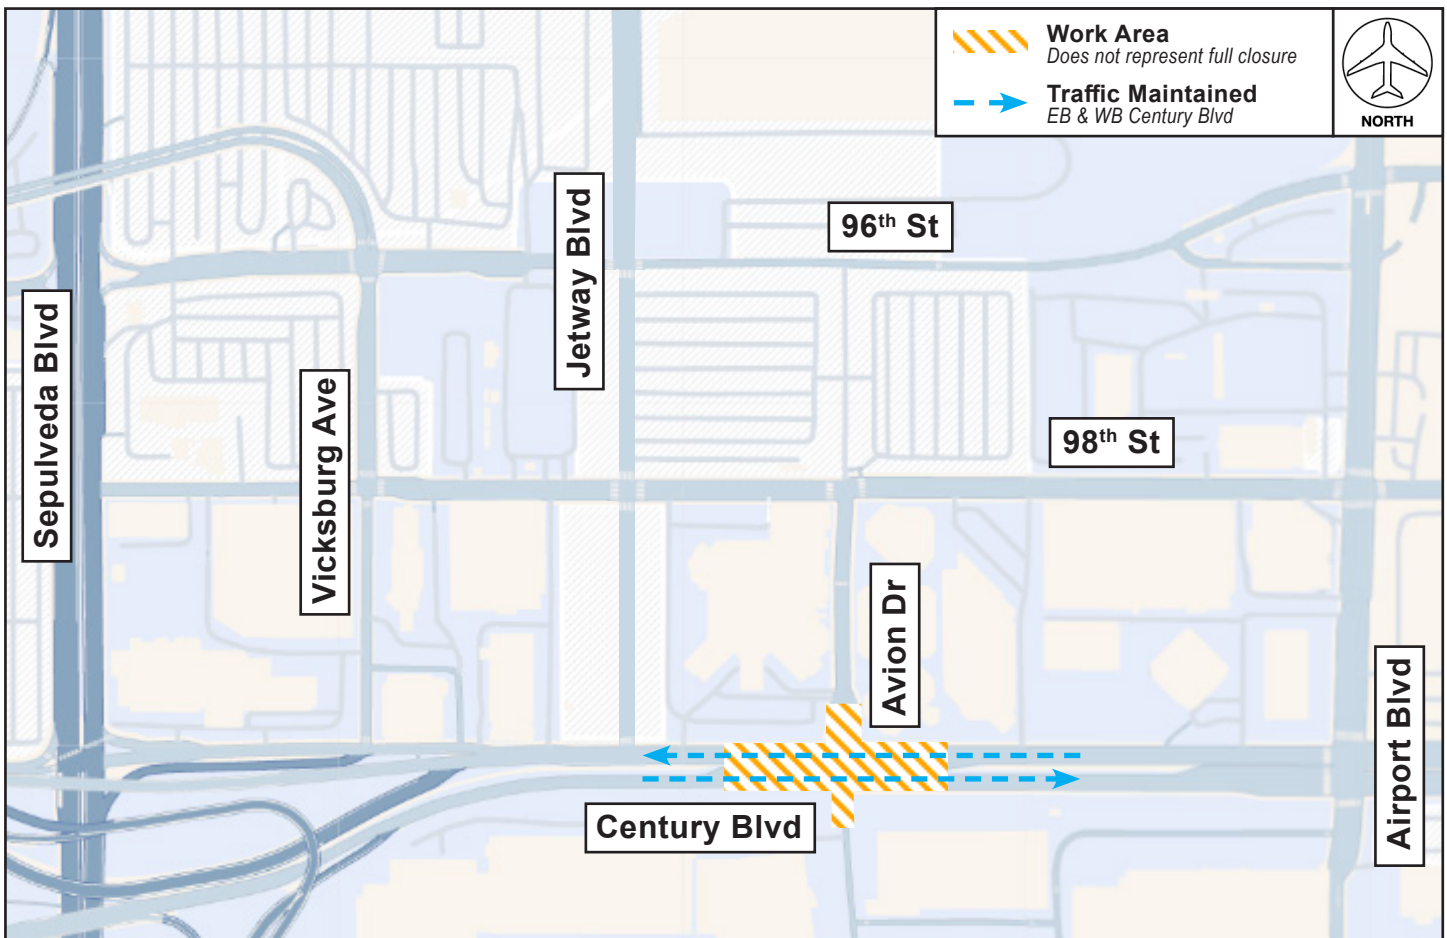 Work Area
Does not represent full closure
Traffic Maintained
EB & WB Century Blvd
NORTH
96th St
Jetway Blvd
Sepulveda Blvd
Vicksburg Ave
98th St
Avion Dr
Airport Blvd
Century Blvd